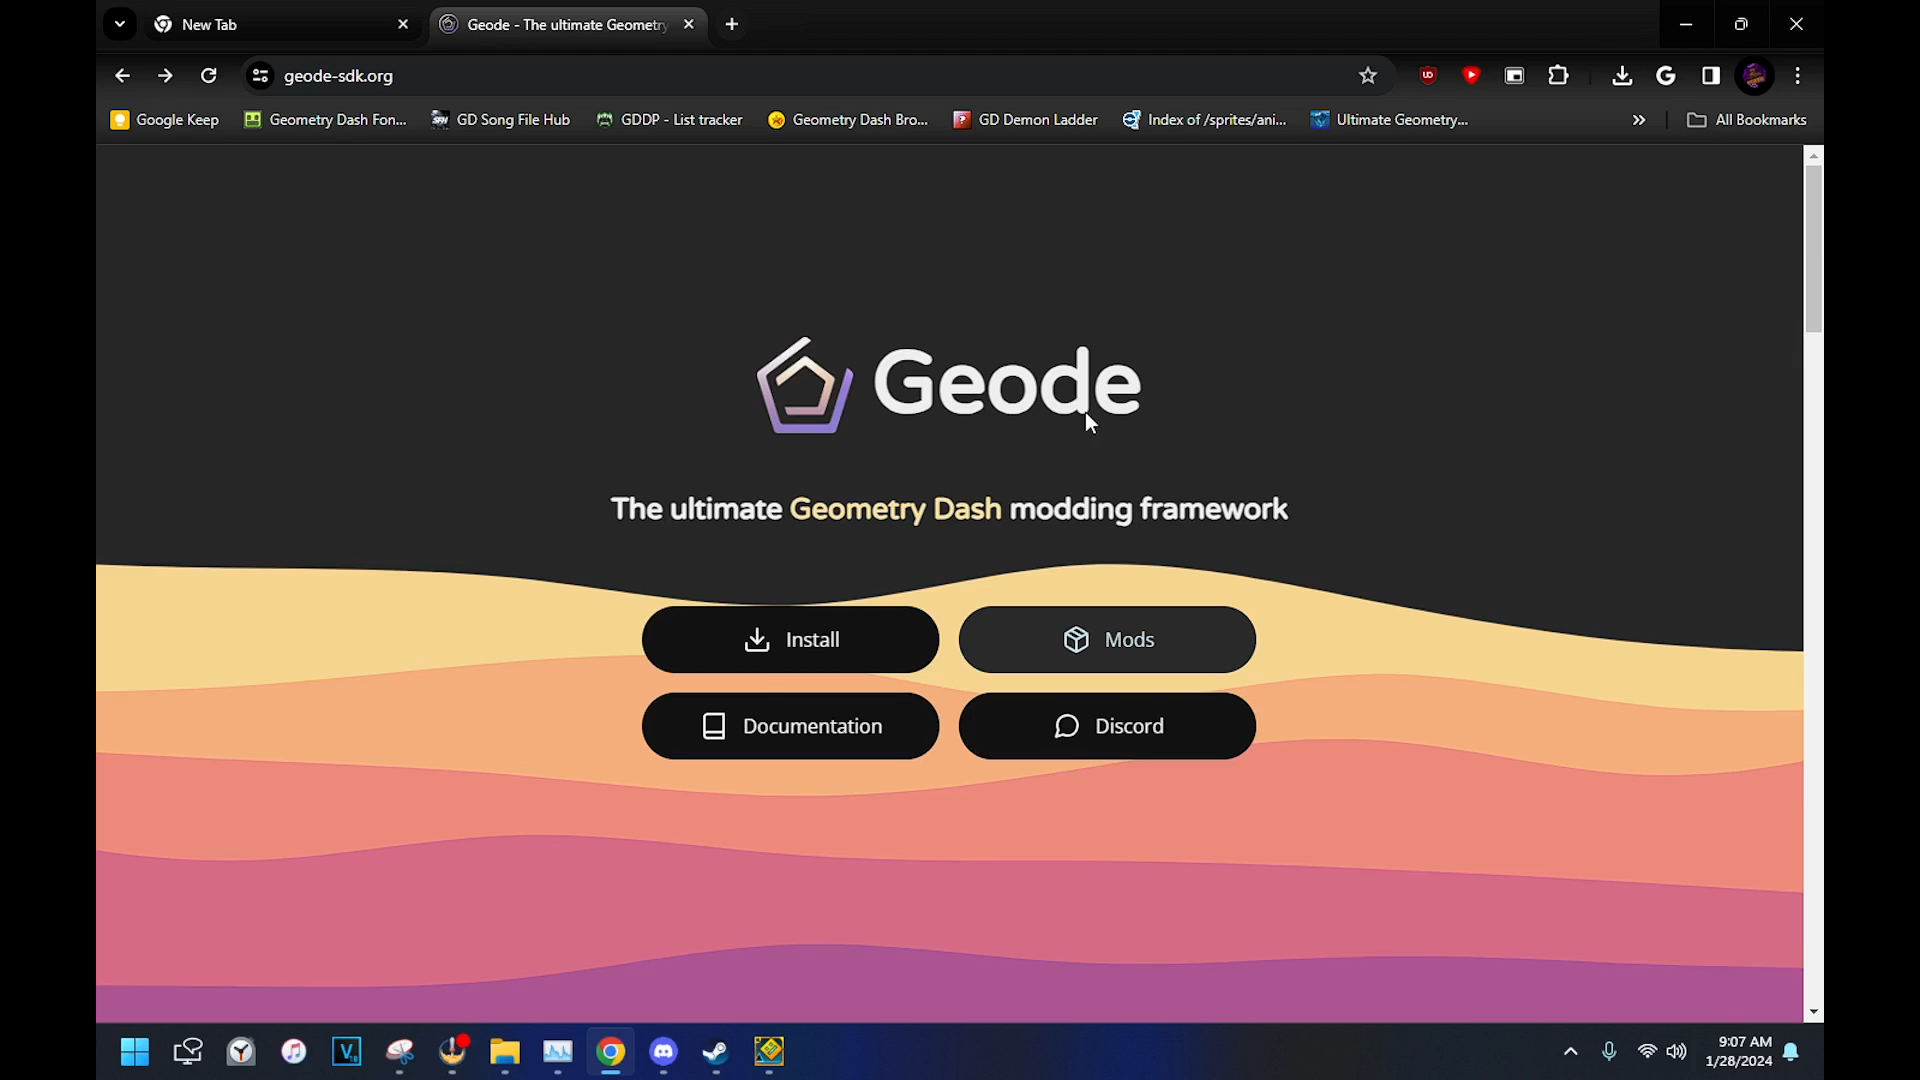 New Tab
Geode - The ultimate Geometry
geode-sdk.org
Google Keep
Geometry Dash Fon...
GD Song File Hub
GDDP - List tracker
Geometry Dash Bro...
GD Demon Ladder
Index of /sprites/ani...
Ultimate Geometry...
All Bookmarks
Geode
The ultimate Geometry Dash modding framework
Install
Mods
Documentation
Discord
9:07 AM
1/28/2024